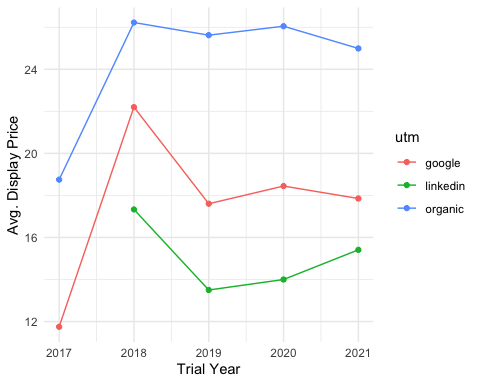 Avg. Display Price
24
20
16
12
2017 2018 2019 2020 2021
Trial Year
utm
google
linkedin
organic